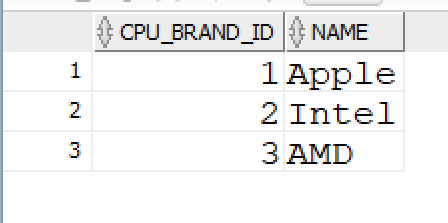 CPU_BRAND_ID NAME
1 1 Apple
2 2 Intel
3 3 AMD